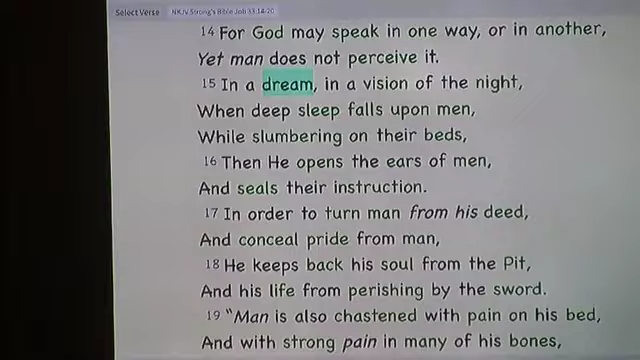 Select Verse NKJV Strong's Bible Job 33:14-20
14 For God may speak in one way, or in another,
Yet man does not perceive it.
15 In a dream, in a vision of the night,
When deep sleep falls upon men,
While slumbering on their beds,
16 Then He opens the ears of men,
And seals their instruction.
17 In order to turn man from his deed,
And conceal pride from man,
18 He keeps back his soul from the Pit,
And his life from perishing by the sword.
19 "Man is also chastened with pain on his bed,
And with strong pain in many of his bones,